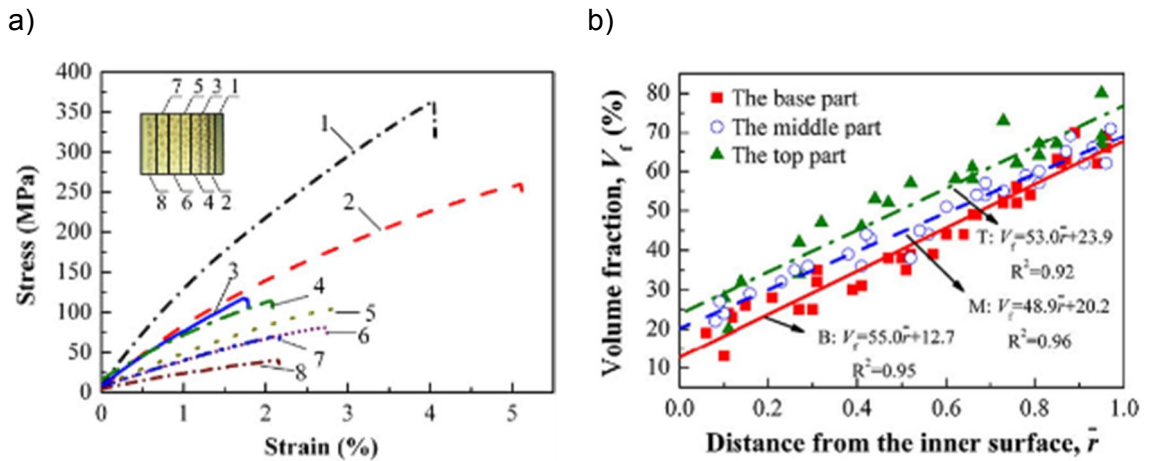 a)
400
350
300
250
200
150
100
50
0
Stress (MPa)
0 1 2 3 4 5
Strain (%)
7 5 3 1
8 6 4 2
1
2
3
4
5
6
7
8
b)
80
70
60
50
40
30
20
10
Volume fraction, Vf (%)
The base part
The middle part
The top part
T: Vf=53.0r̄+23.9
R²=0.92
M: Vf=48.9r̄+20.2
R²=0.96
B: Vf=55.0r̄+12.7
R²=0.95
0.0 0.2 0.4 0.6 0.8 1.0
Distance from the inner surface, r̄